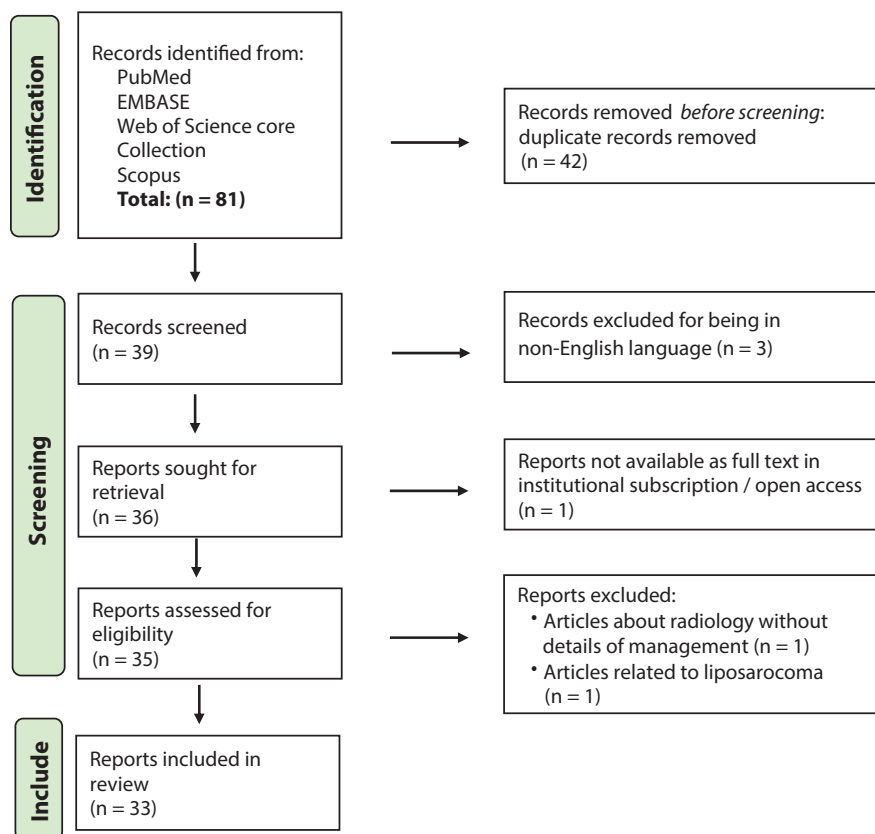 Identification
Records identified from:
PubMed
EMBASE
Web of Science core
Collection
Scopus
Total: (n = 81)
Records removed before screening:
duplicate records removed
(n = 42)
Screening
Records screened
(n = 39)
Records excluded for being in
non-English language (n = 3)
Reports sought for
retrieval
(n = 36)
Reports not available as full text in
institutional subscription / open access
(n = 1)
Reports assessed for
eligibility
(n = 35)
Reports excluded:
• Articles about radiology without
details of management (n = 1)
• Articles related to liposarocoma
(n = 1)
Include
Reports included in
review
(n = 33)